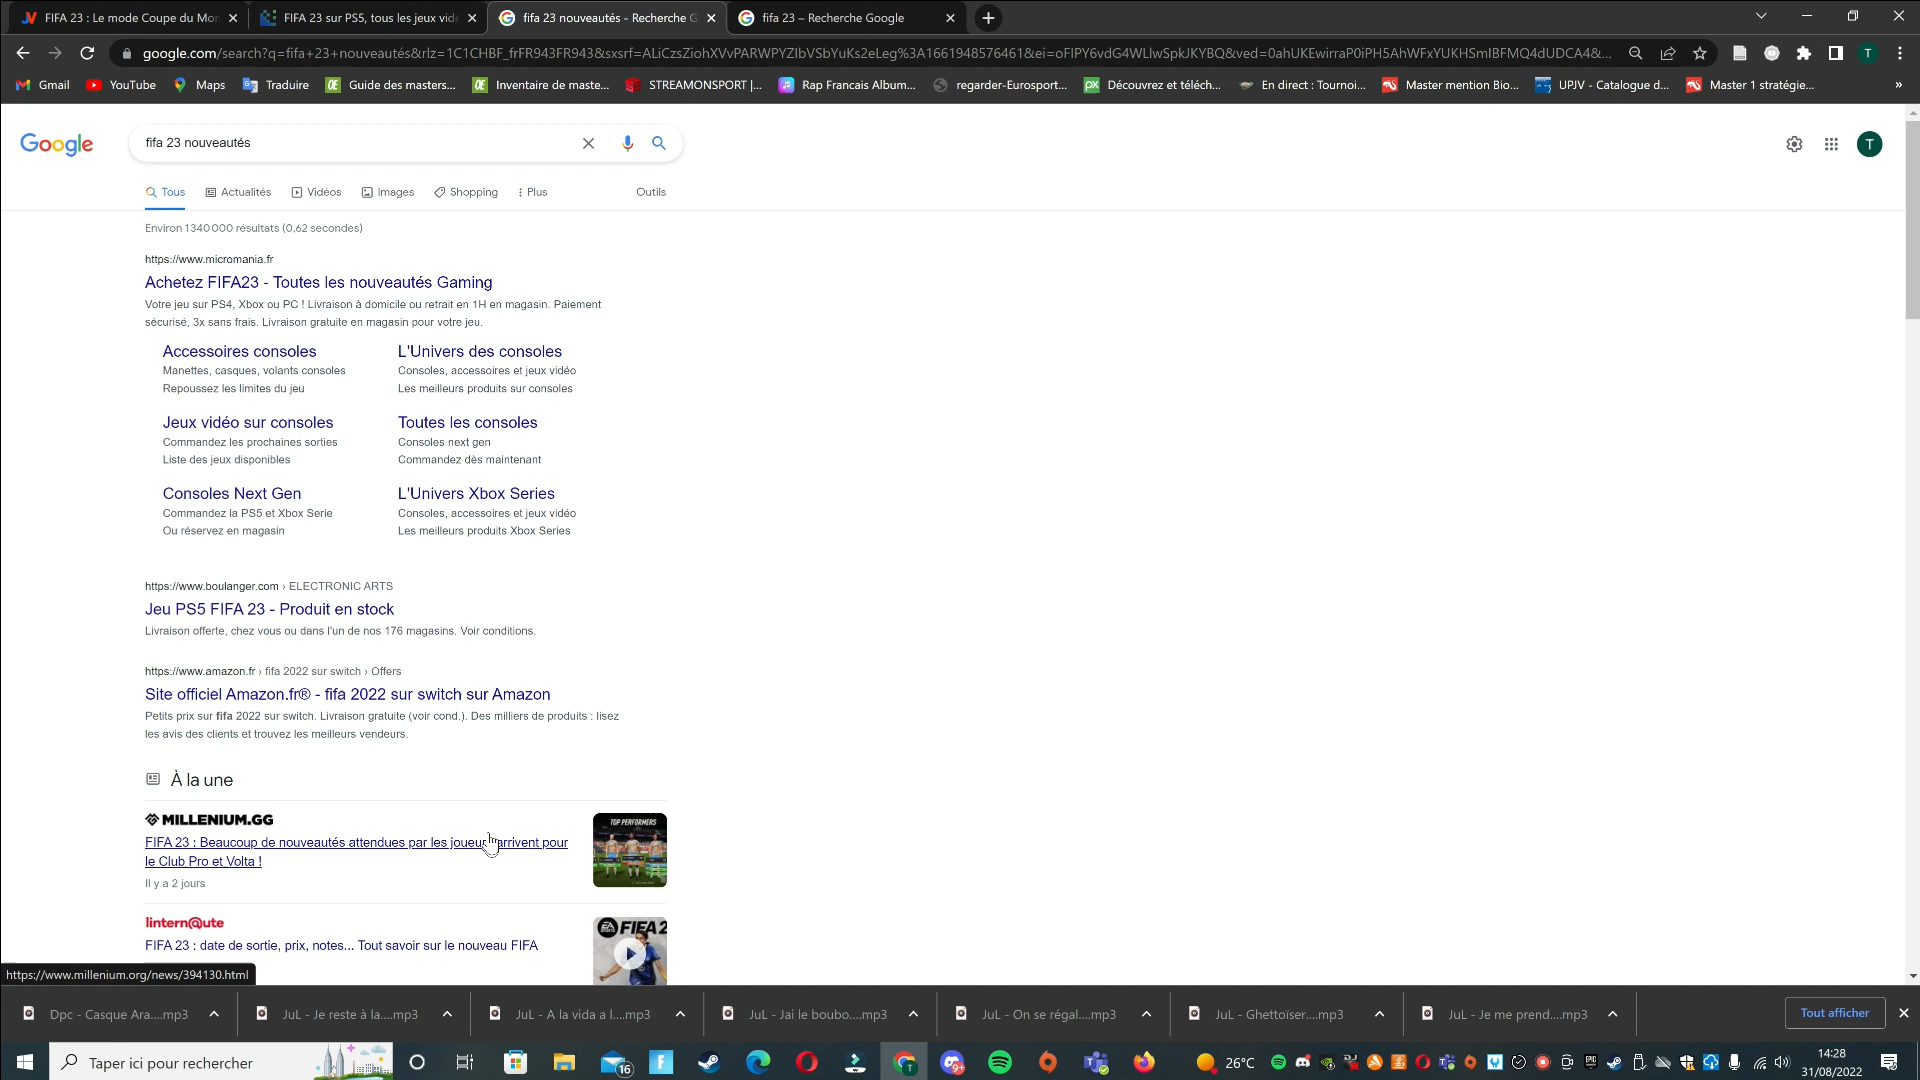 FIFA 23 : Le mode Coupe du Mon
FIFA 23 sur PS5, tous les jeux vidé
fifa 23 nouveautés - Recherche G
fifa 23 – Recherche Google
google.com/search?q=fifa+23+nouveautés&rlz=1C1CHBF_frFR943FR943&sxsrf=ALiCzsZiohXVvPARWPYZIbVSbYuKs2eLeg%3A1661948576461&ei=oFIPY6vdG4WLlwSpkJKYBQ&ved=0ahUKEwirraP0iPH5AhWFxYUKHSmIBFMQ4dUDCA4&...
Gmail
YouTube
Maps
Traduire
Guide des masters...
Inventaire de maste...
STREAMONSPORT |...
Rap Francais Album...
regarder-Eurosport...
Découvrez et téléch...
En direct : Tournoi...
Master mention Bio...
UPJV - Catalogue d...
Master 1 stratégie...
»
Google
fifa 23 nouveautés
T
Tous
Actualités
Vidéos
Images
Shopping
Plus
Outils
Environ 1 340 000 résultats (0,62 secondes)
https://www.micromania.fr
Achetez FIFA23 - Toutes les nouveautés Gaming
Votre jeu sur PS4, Xbox ou PC ! Livraison à domicile ou retrait en 1H en magasin. Paiement
sécurisé, 3x sans frais. Livraison gratuite en magasin pour votre jeu.
Accessoires consoles
Manettes, casques, volants consoles
Repoussez les limites du jeu
L'Univers des consoles
Consoles, accessoires et jeux vidéo
Les meilleurs produits sur consoles
Jeux vidéo sur consoles
Commandez les prochaines sorties
Liste des jeux disponibles
Toutes les consoles
Consoles next gen
Commandez dès maintenant
Consoles Next Gen
Commandez la PS5 et Xbox Serie
Ou réservez en magasin
L'Univers Xbox Series
Consoles, accessoires et jeux vidéo
Les meilleurs produits Xbox Series
https://www.boulanger.com › ELECTRONIC ARTS
Jeu PS5 FIFA 23 - Produit en stock
Livraison offerte, chez vous ou dans l'un de nos 176 magasins. Voir conditions.
https://www.amazon.fr › fifa 2022 sur switch › Offers
Site officiel Amazon.fr® - fifa 2022 sur switch sur Amazon
Petits prix sur fifa 2022 sur switch. Livraison gratuite (voir cond.). Des milliers de produits : lisez
les avis des clients et trouvez les meilleurs vendeurs.
À la une
MILLENIUM.GG
FIFA 23 : Beaucoup de nouveautés attendues par les joueurs arrivent pour
le Club Pro et Volta !
Il y a 2 jours
TOP PERFORMERS
lintern@ute
FIFA 23 : date de sortie, prix, notes... Tout savoir sur le nouveau FIFA
EA SPORTS FIFA 2
https://www.millenium.org/news/394130.html
Dpc - Casque Ara....mp3
JuL - Je reste à la....mp3
JuL - A la vida a l....mp3
JuL - Jai le boubo....mp3
JuL - On se régal....mp3
JuL - Ghettoïser....mp3
JuL - Je me prend....mp3
Tout afficher
Taper ici pour rechercher
16
9+
26°C
14:28
31/08/2022